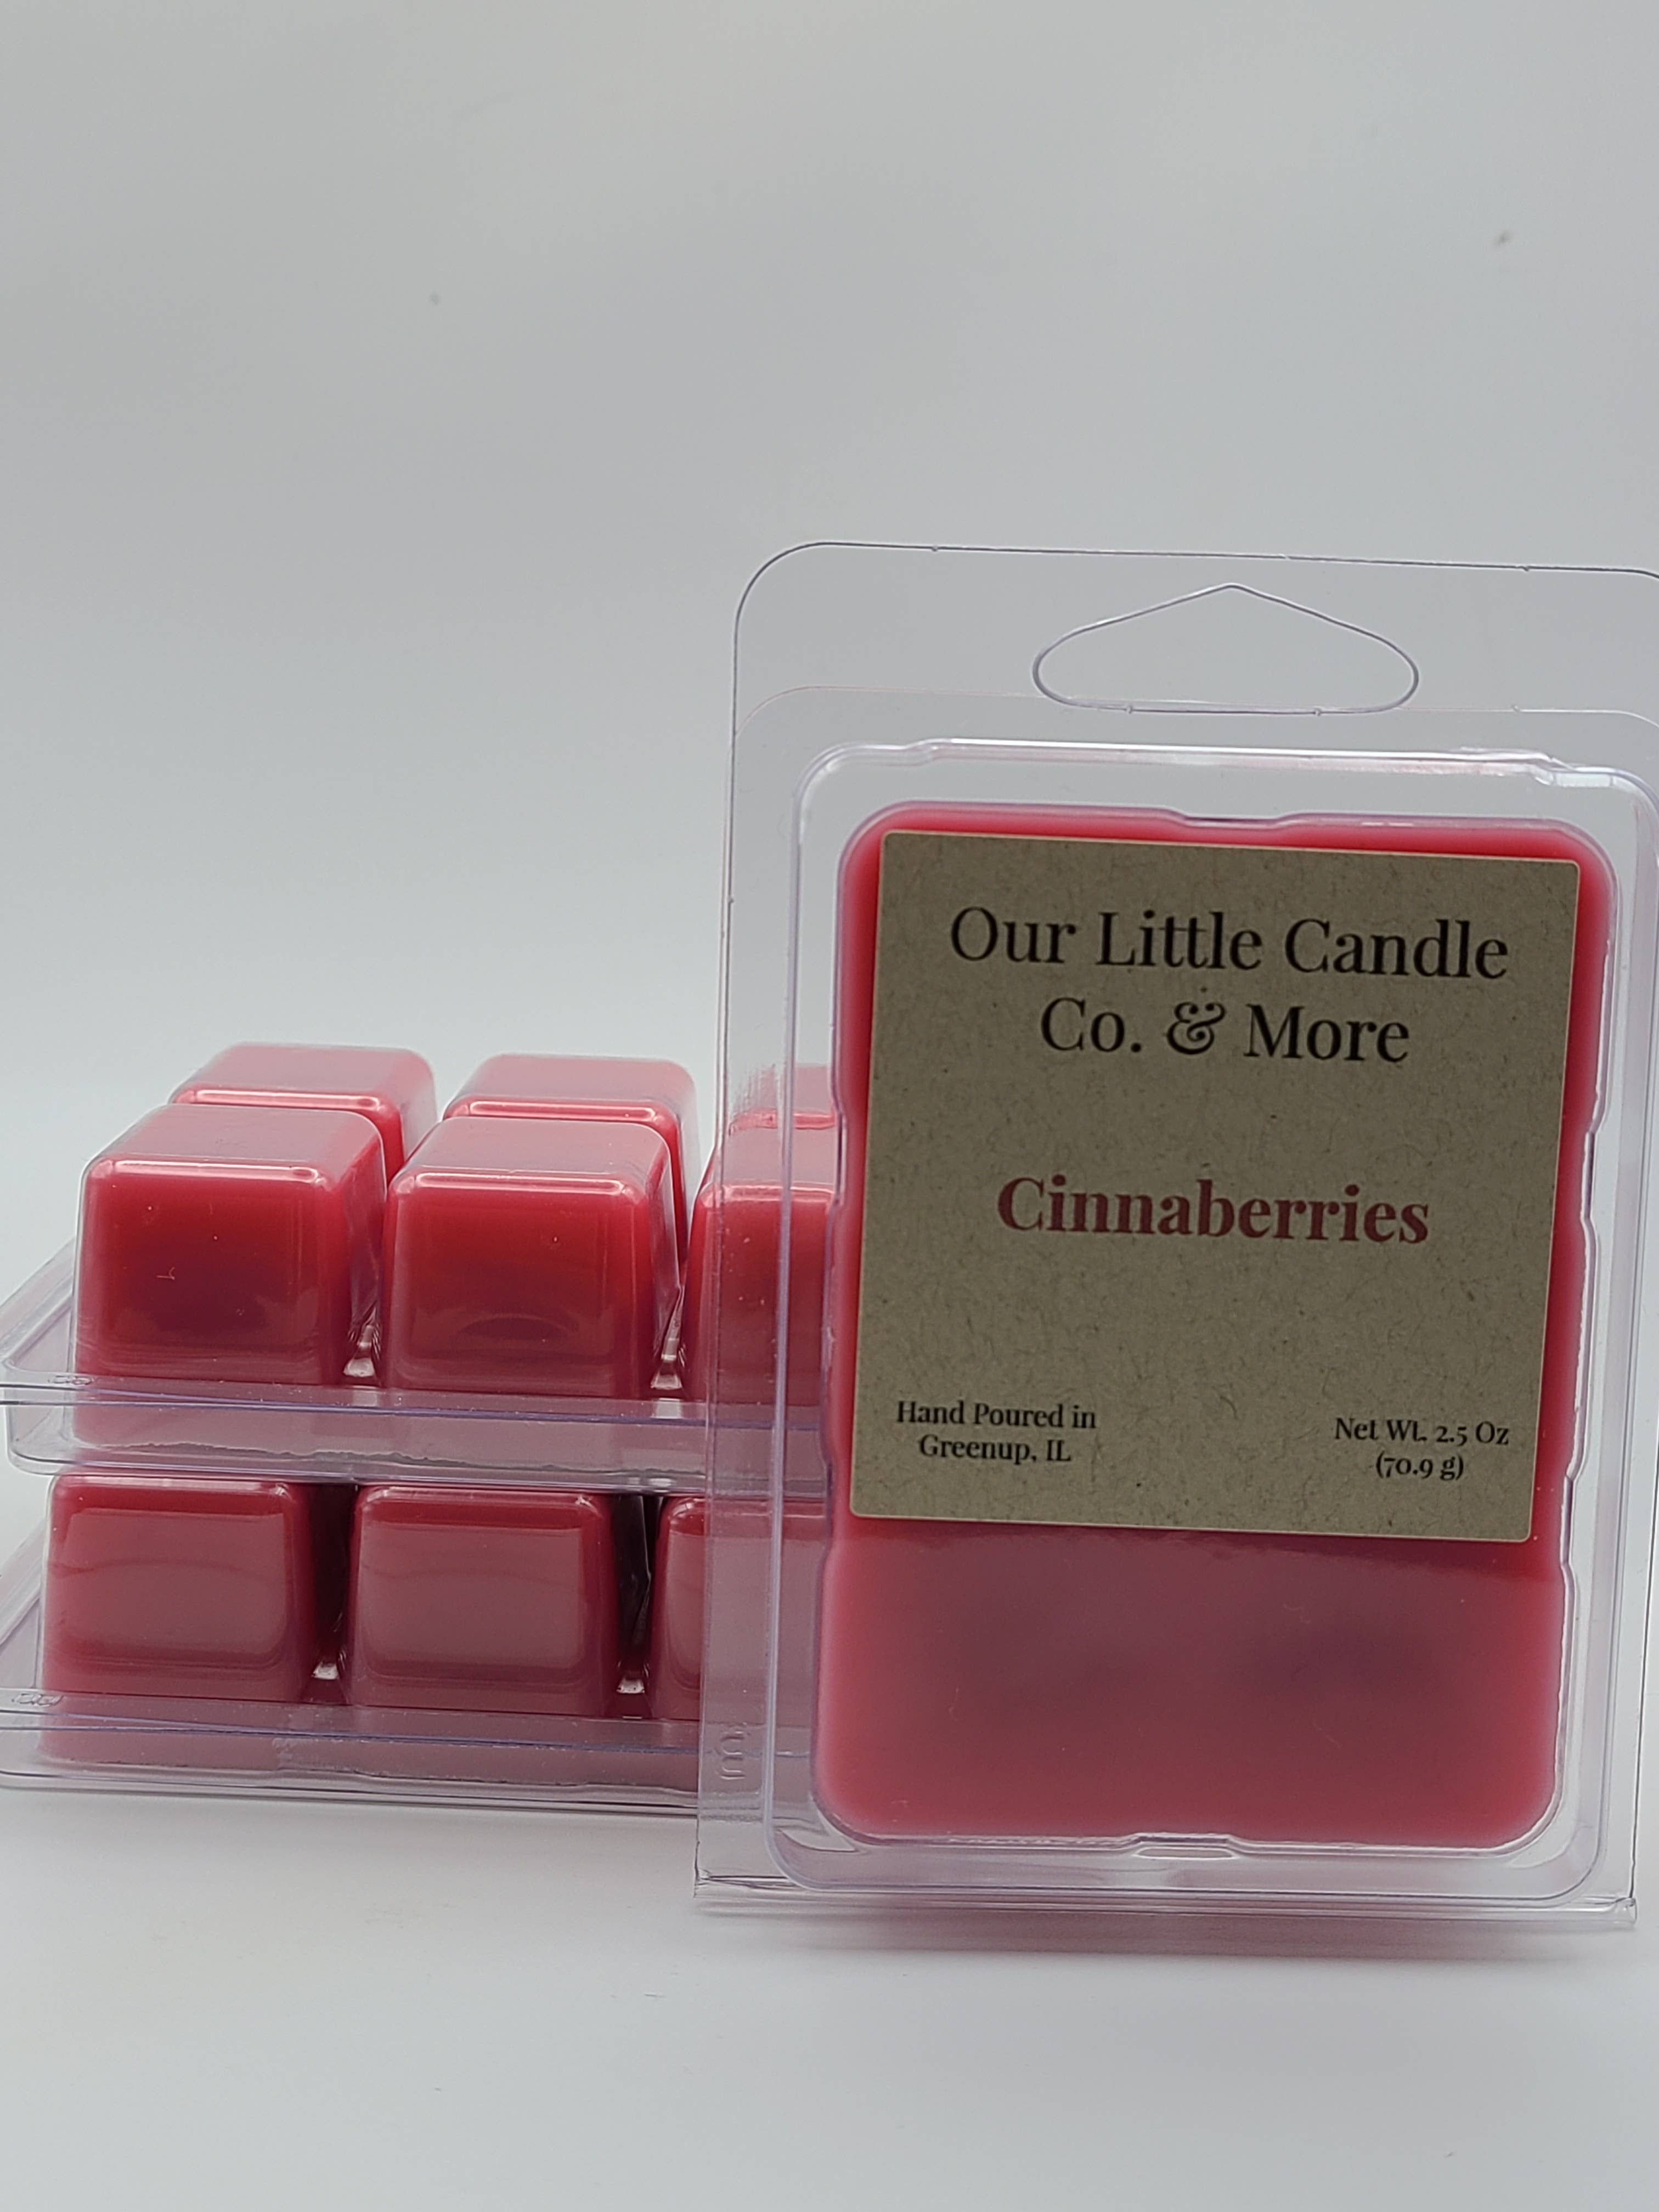 Our Little Candle
Co. & More
Cinnaberries
Hand Poured in
Greenup, IL
Net Wt. 2.5 Oz
(70.9 g)